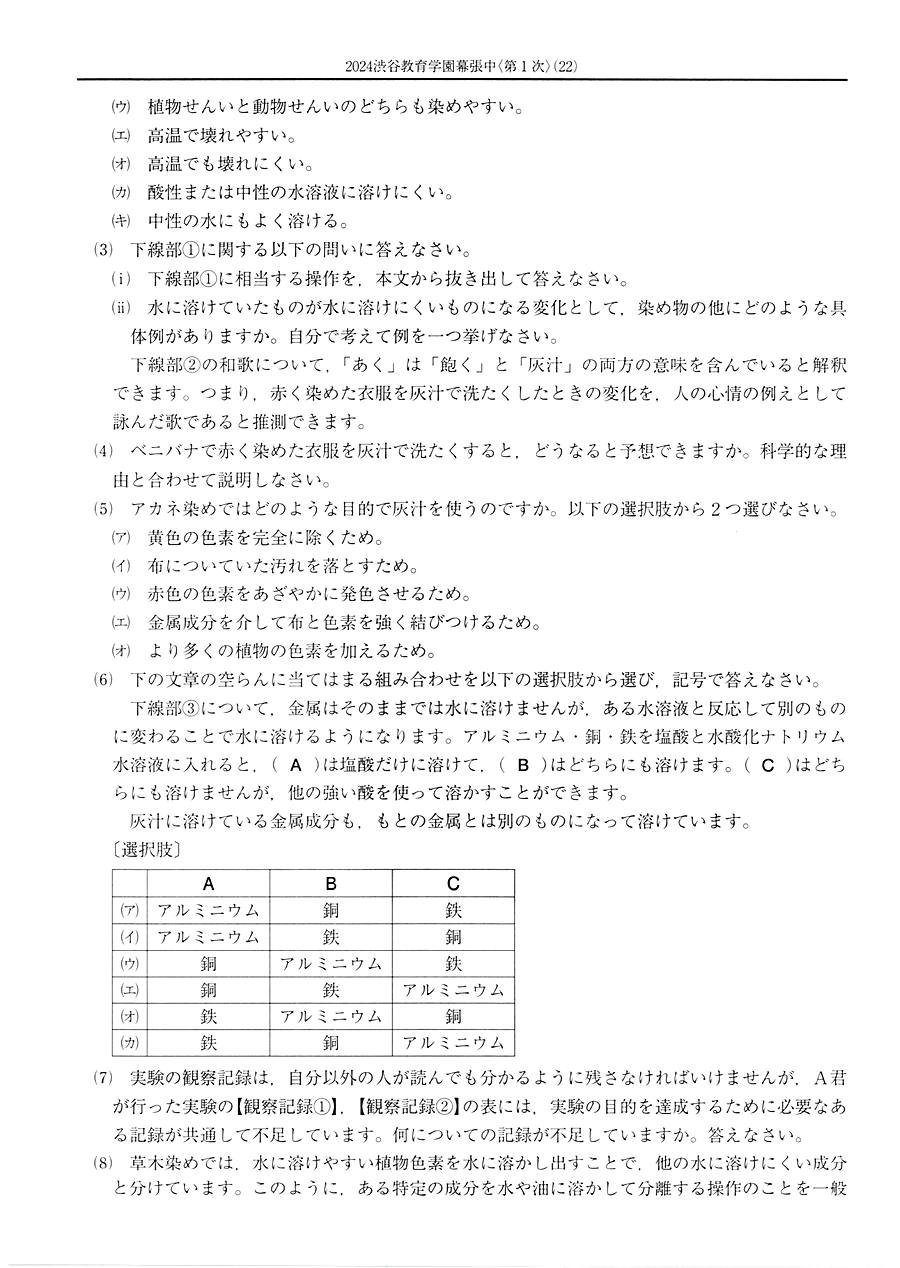 2024渋谷教育学園幕張中〈第1次〉(22)
(ウ) 植物せんいと動物せんいのどちらも染めやすい。
(エ) 高温で壊れやすい。
(オ) 高温でも壊れにくい。
(カ) 酸性または中性の水溶液に溶けにくい。
(キ) 中性の水にもよく溶ける。
(3) 下線部①に関する以下の問いに答えなさい。
(i) 下線部①に相当する操作を，本文から抜き出して答えなさい。
(ii) 水に溶けていたものが水に溶けにくいものになる変化として，染め物の他にどのような具
体例がありますか。自分で考えて例を一つ挙げなさい。
下線部②の和歌について，「あく」は「飽く」と「灰汁」の両方の意味を含んでいると解釈
できます。つまり，赤く染めた衣服を灰汁で洗たくしたときの変化を，人の心情の例えとして
詠んだ歌であると推測できます。
(4) ベニバナで赤く染めた衣服を灰汁で洗たくすると，どうなると予想できますか。科学的な理
由と合わせて説明しなさい。
(5) アカネ染めではどのような目的で灰汁を使うのですか。以下の選択肢から2つ選びなさい。
(ア) 黄色の色素を完全に除くため。
(イ) 布についていた汚れを落とすため。
(ウ) 赤色の色素をあざやかに発色させるため。
(エ) 金属成分を介して布と色素を強く結びつけるため。
(オ) より多くの植物の色素を加えるため。
(6) 下の文章の空らんに当てはまる組み合わせを以下の選択肢から選び，記号で答えなさい。
下線部③について，金属はそのままでは水に溶けませんが，ある水溶液と反応して別のもの
に変わることで水に溶けるようになります。アルミニウム・銅・鉄を塩酸と水酸化ナトリウム
水溶液に入れると，( A )は塩酸だけに溶けて，( B )はどちらにも溶けます。( C )はどち
らにも溶けませんが，他の強い酸を使って溶かすことができます。
灰汁に溶けている金属成分も，もとの金属とは別のものになって溶けています。
〔選択肢〕
A B C
(ア) アルミニウム 銅 鉄
(イ) アルミニウム 鉄 銅
(ウ) 銅 アルミニウム 鉄
(エ) 銅 鉄 アルミニウム
(オ) 鉄 アルミニウム 銅
(カ) 鉄 銅 アルミニウム
(7) 実験の観察記録は，自分以外の人が読んでも分かるように残さなければいけませんが，A君
が行った実験の【観察記録①】，【観察記録②】の表には，実験の目的を達成するために必要なあ
る記録が共通して不足しています。何についての記録が不足していますか。答えなさい。
(8) 草木染めでは，水に溶けやすい植物色素を水に溶かし出すことで，他の水に溶けにくい成分
と分けています。このように，ある特定の成分を水や油に溶かして分離する操作のことを一般